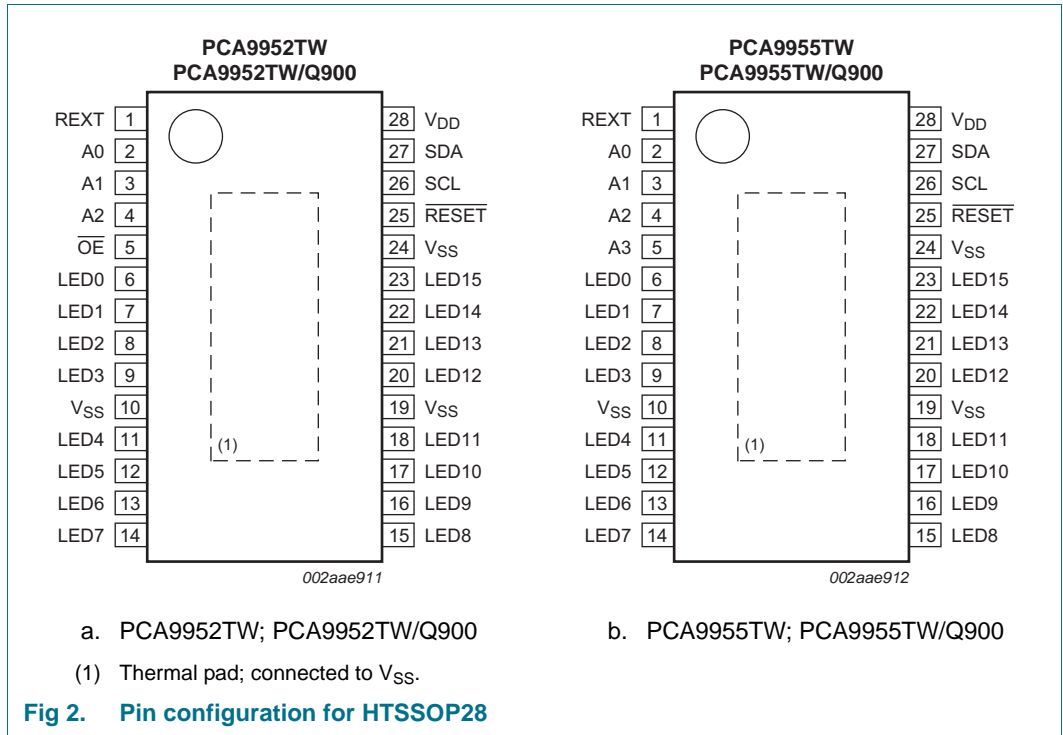 PCA9952TW
PCA9952TW/Q900
REXT 1 28 VDD
A0 2 27 SDA
A1 3 26 SCL
A2 4 25 RESET
OE 5 24 VSS
LED0 6 23 LED15
LED1 7 22 LED14
LED2 8 21 LED13
LED3 9 20 LED12
VSS 10 19 VSS
LED4 11 (1) 18 LED11
LED5 12 17 LED10
LED6 13 16 LED9
LED7 14 15 LED8
002aae911
a. PCA9952TW; PCA9952TW/Q900
PCA9955TW
PCA9955TW/Q900
REXT 1 28 VDD
A0 2 27 SDA
A1 3 26 SCL
A2 4 25 RESET
A3 5 24 VSS
LED0 6 23 LED15
LED1 7 22 LED14
LED2 8 21 LED13
LED3 9 20 LED12
VSS 10 19 VSS
LED4 11 (1) 18 LED11
LED5 12 17 LED10
LED6 13 16 LED9
LED7 14 15 LED8
002aae912
b. PCA9955TW; PCA9955TW/Q900
(1) Thermal pad; connected to VSS.
Fig 2. Pin configuration for HTSSOP28